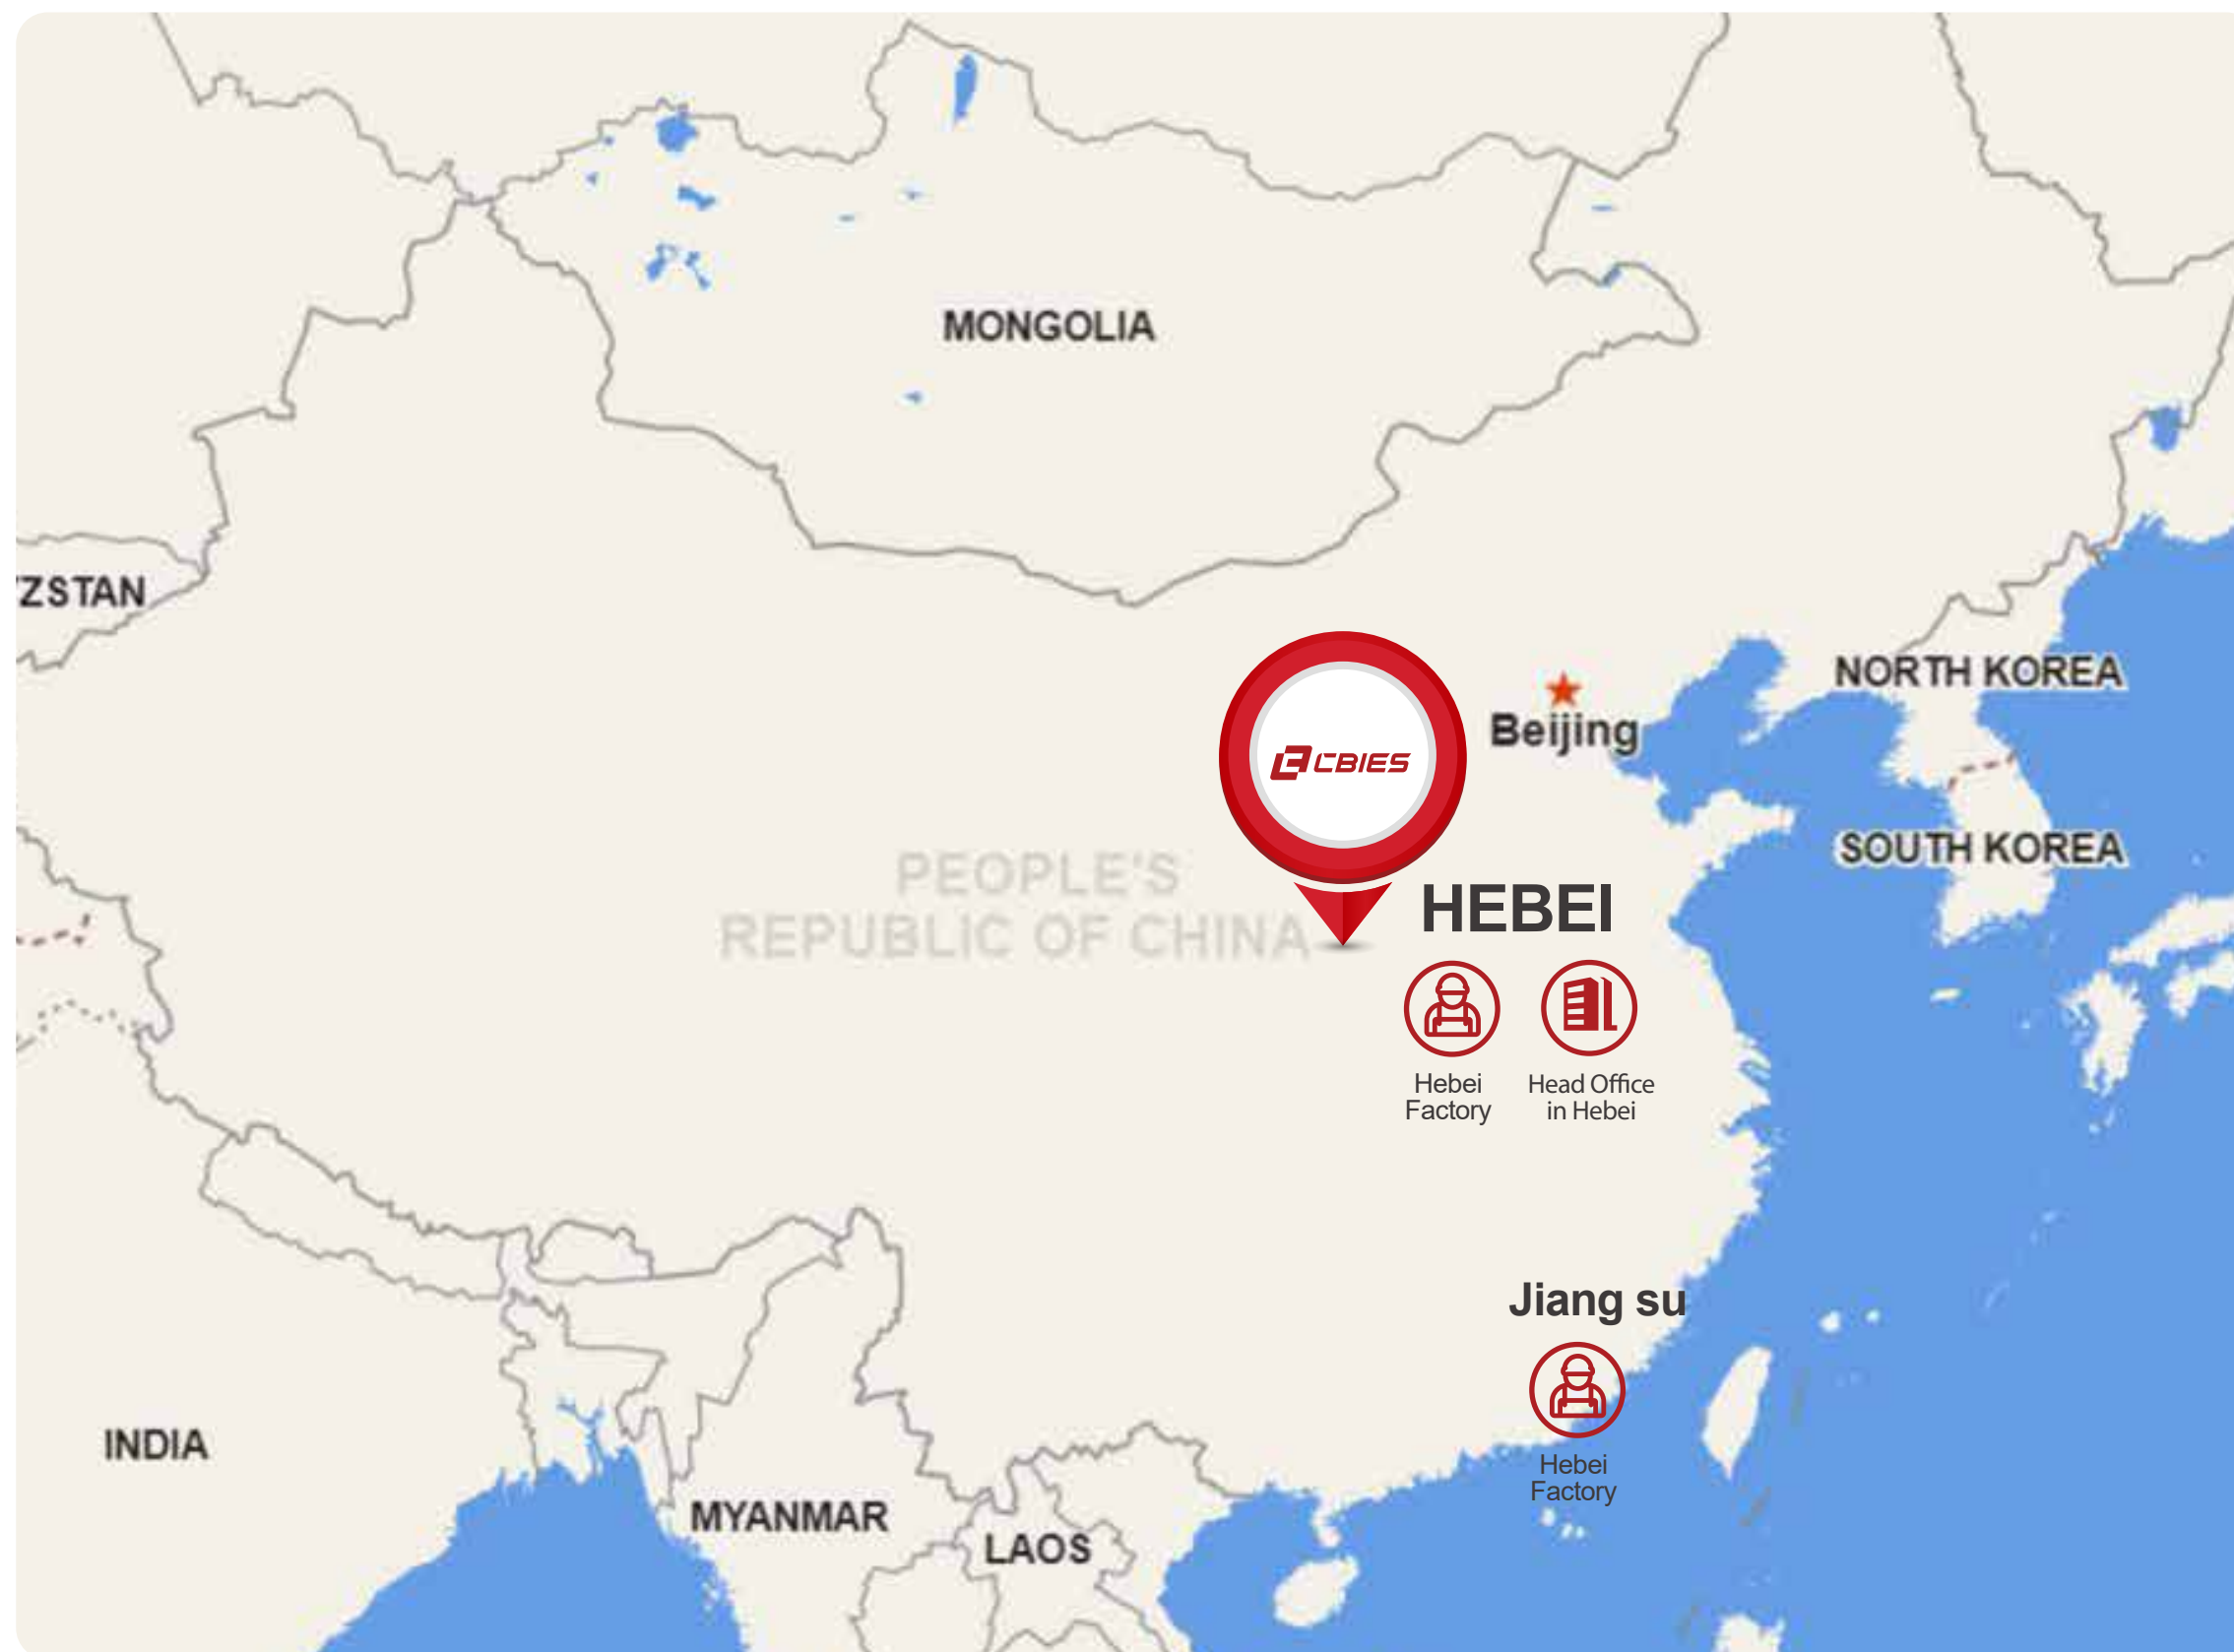 MONGOLIA
YZSTAN
NORTH KOREA
Beijing
CBIES
SOUTH KOREA
PEOPLE'S
REPUBLIC OF CHINA
HEBEI
Hebei
Factory
Head Office
in Hebei
Jiang su
Hebei
Factory
INDIA
MYANMAR
LAOS